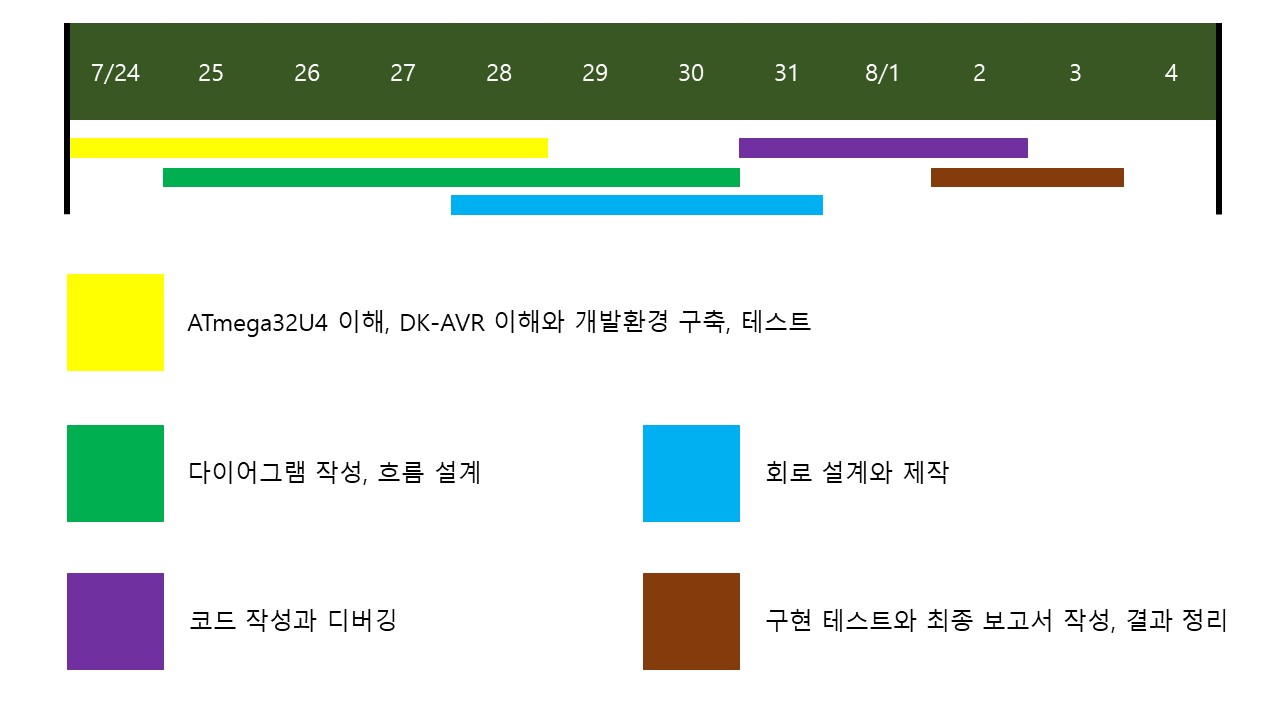 7/24 25 26 27 28 29 30 31 8/1 2 3 4
ATmega32U4 이해, DK-AVR 이해와 개발환경 구축, 테스트
다이어그램 작성, 흐름 설계
회로 설계와 제작
코드 작성과 디버깅
구현 테스트와 최종 보고서 작성, 결과 정리